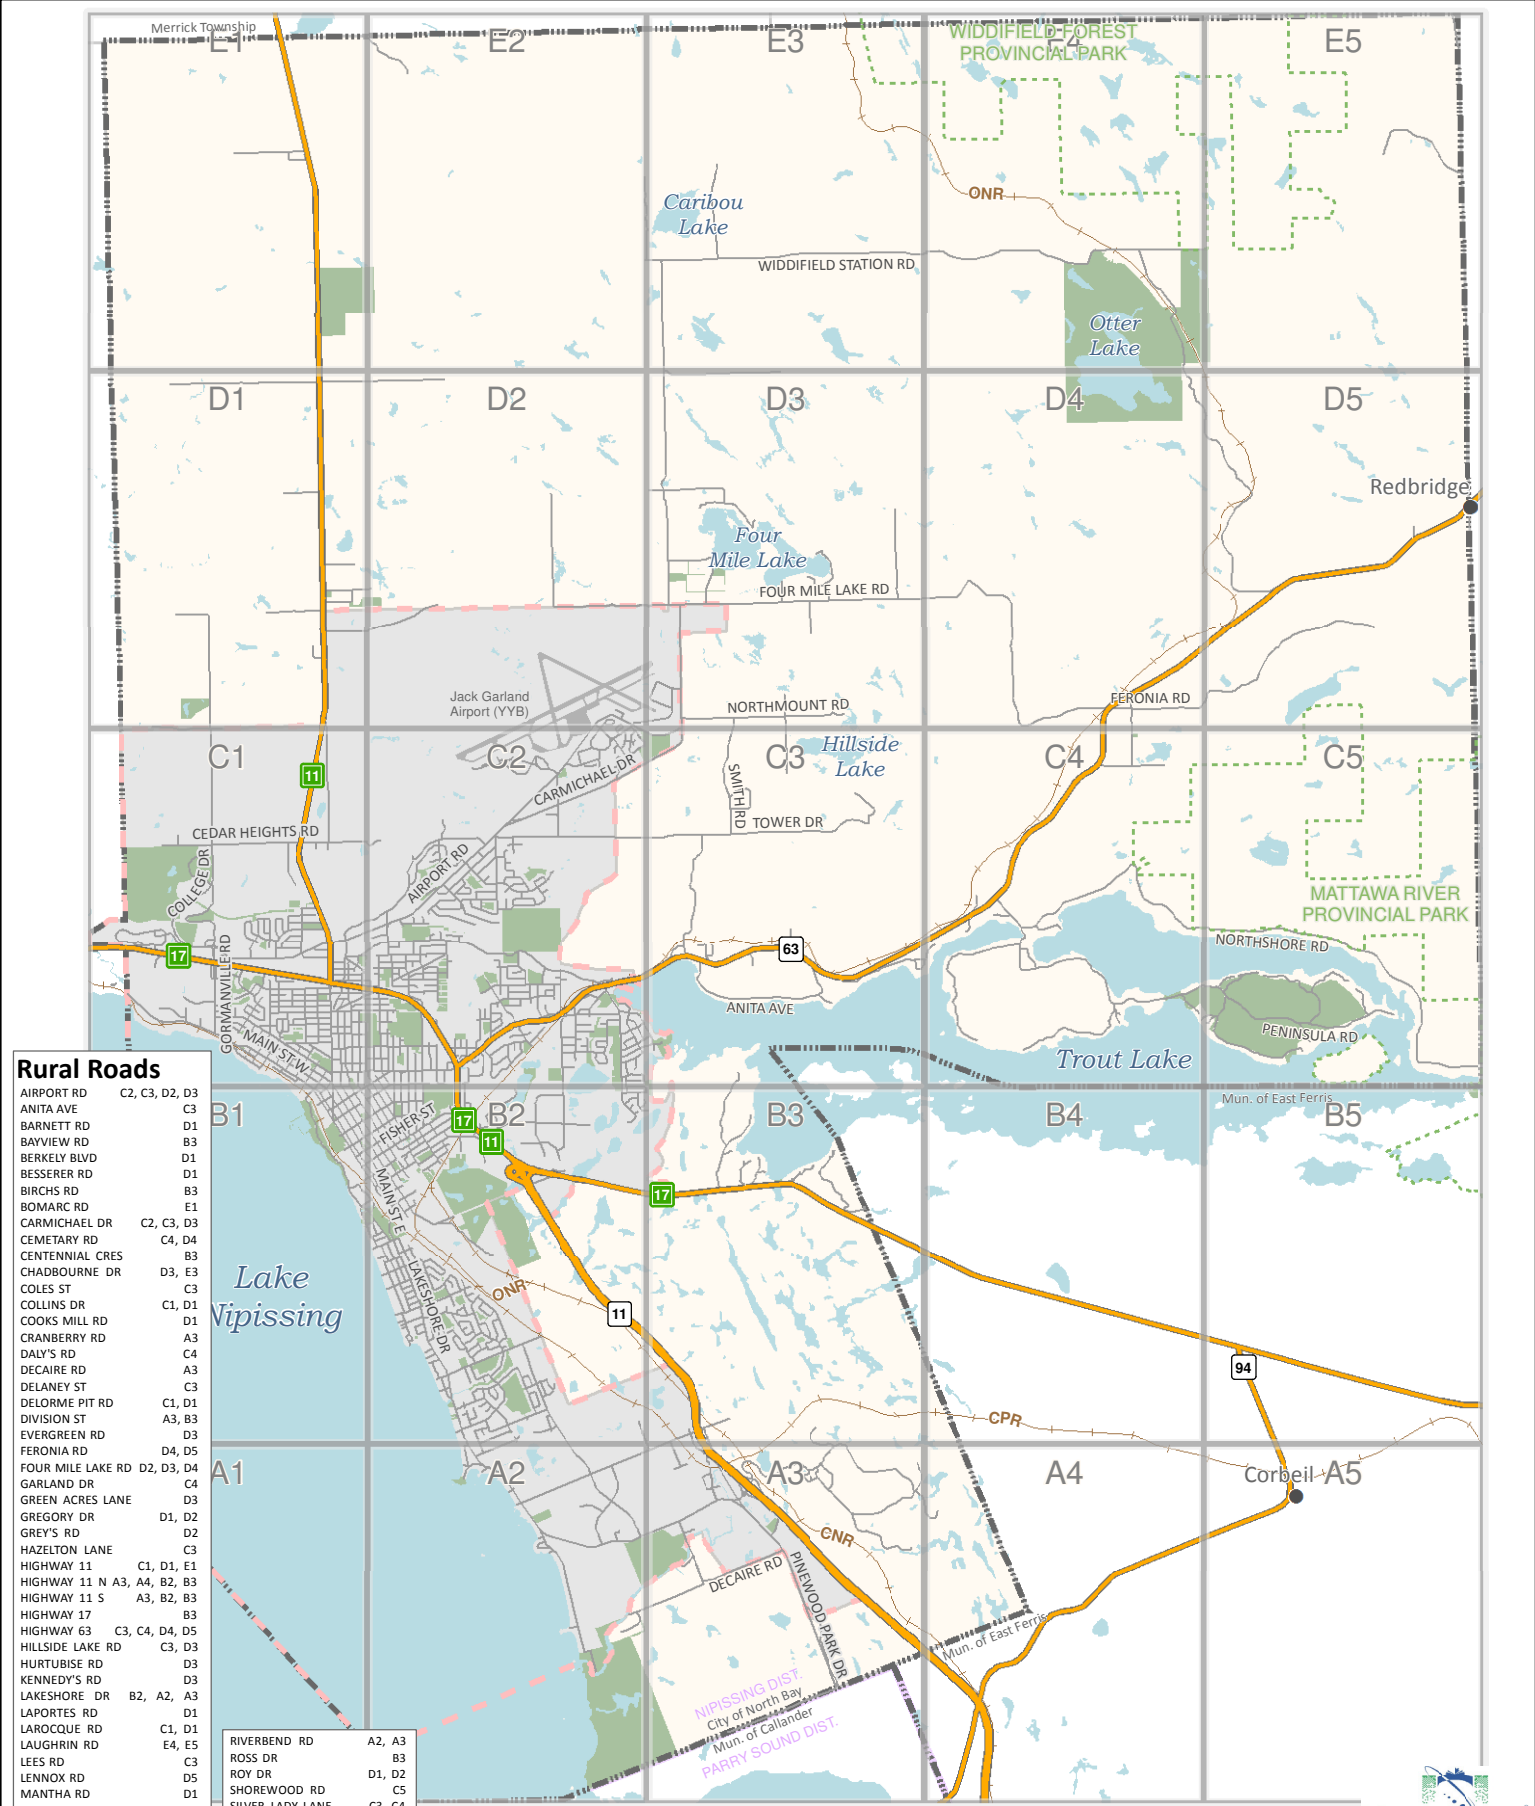 Merrick Township
E1
E2
E3
E4
E5
WIDDIFIELD FOREST
PROVINCIAL PARK
ONR
Caribou
Lake
WIDDIFIELD STATION RD
Otter
Lake
D1
D2
D3
D4
D5
Redbridge
Four
Mile Lake
FOUR MILE LAKE RD
Jack Garland
Airport (YYB)
NORTHMOUNT RD
FERONIA RD
C1
C2
C3
C4
C5
Hillside
Lake
11
CARMICHAEL DR
SMITH RD
TOWER DR
CEDAR HEIGHTS RD
AIRPORT RD
COLLEGE DR
MATTAWA RIVER
PROVINCIAL PARK
NORTHSHORE RD
17
63
GORMANVILLE RD
ANITA AVE
MAIN ST W
PENINSULA RD
Trout Lake
Mun. of East Ferris
B1
B2
B3
B4
B5
FISHER ST
17
11
17
MAIN ST E
LAKESHORE DR
Lake
Nipissing
ONR
11
94
CPR
A1
A2
A3
A4
A5
Corbeil
CNR
DECAIRE RD
PINEWOOD PARK DR
Mun. of East Ferris
NIPISSING DIST.
City of North Bay
Mun. of Callander
PARRY SOUND DIST.
Rural Roads
AIRPORT RD C2, C3, D2, D3
ANITA AVE C3
BARNETT RD D1
BAYVIEW RD B3
BERKELY BLVD D1
BESSERER RD D1
BIRCHS RD B3
BOMARC RD E1
CARMICHAEL DR C2, C3, D3
CEMETARY RD C4, D4
CENTENNIAL CRES B3
CHADBOURNE DR D3, E3
COLES ST C3
COLLINS DR C1, D1
COOKS MILL RD D1
CRANBERRY RD A3
DALY'S RD C4
DECAIRE RD A3
DELANEY ST C3
DELORME PIT RD C1, D1
DIVISION ST A3, B3
EVERGREEN RD D3
FERONIA RD D4, D5
FOUR MILE LAKE RD D2, D3, D4
GARLAND DR C4
GREEN ACRES LANE D3
GREGORY DR D1, D2
GREY'S RD D2
HAZELTON LANE C3
HIGHWAY 11 C1, D1, E1
HIGHWAY 11 N A3, A4, B2, B3
HIGHWAY 11 S A3, B2, B3
HIGHWAY 17 B3
HIGHWAY 63 C3, C4, D4, D5
HILLSIDE LAKE RD C3, D3
HURTUBISE RD D3
KENNEDY'S RD D3
LAKESHORE DR B2, A2, A3
LAPORTES RD D1
LAROCQUE RD C1, D1
LAUGHRIN RD E4, E5
LEES RD C3
LENNOX RD D5
MANTHA RD D1
RIVERBEND RD A2, A3
ROSS DR B3
ROY DR D1, D2
SHOREWOOD RD C5
SILVER LADY LANE C3, C4